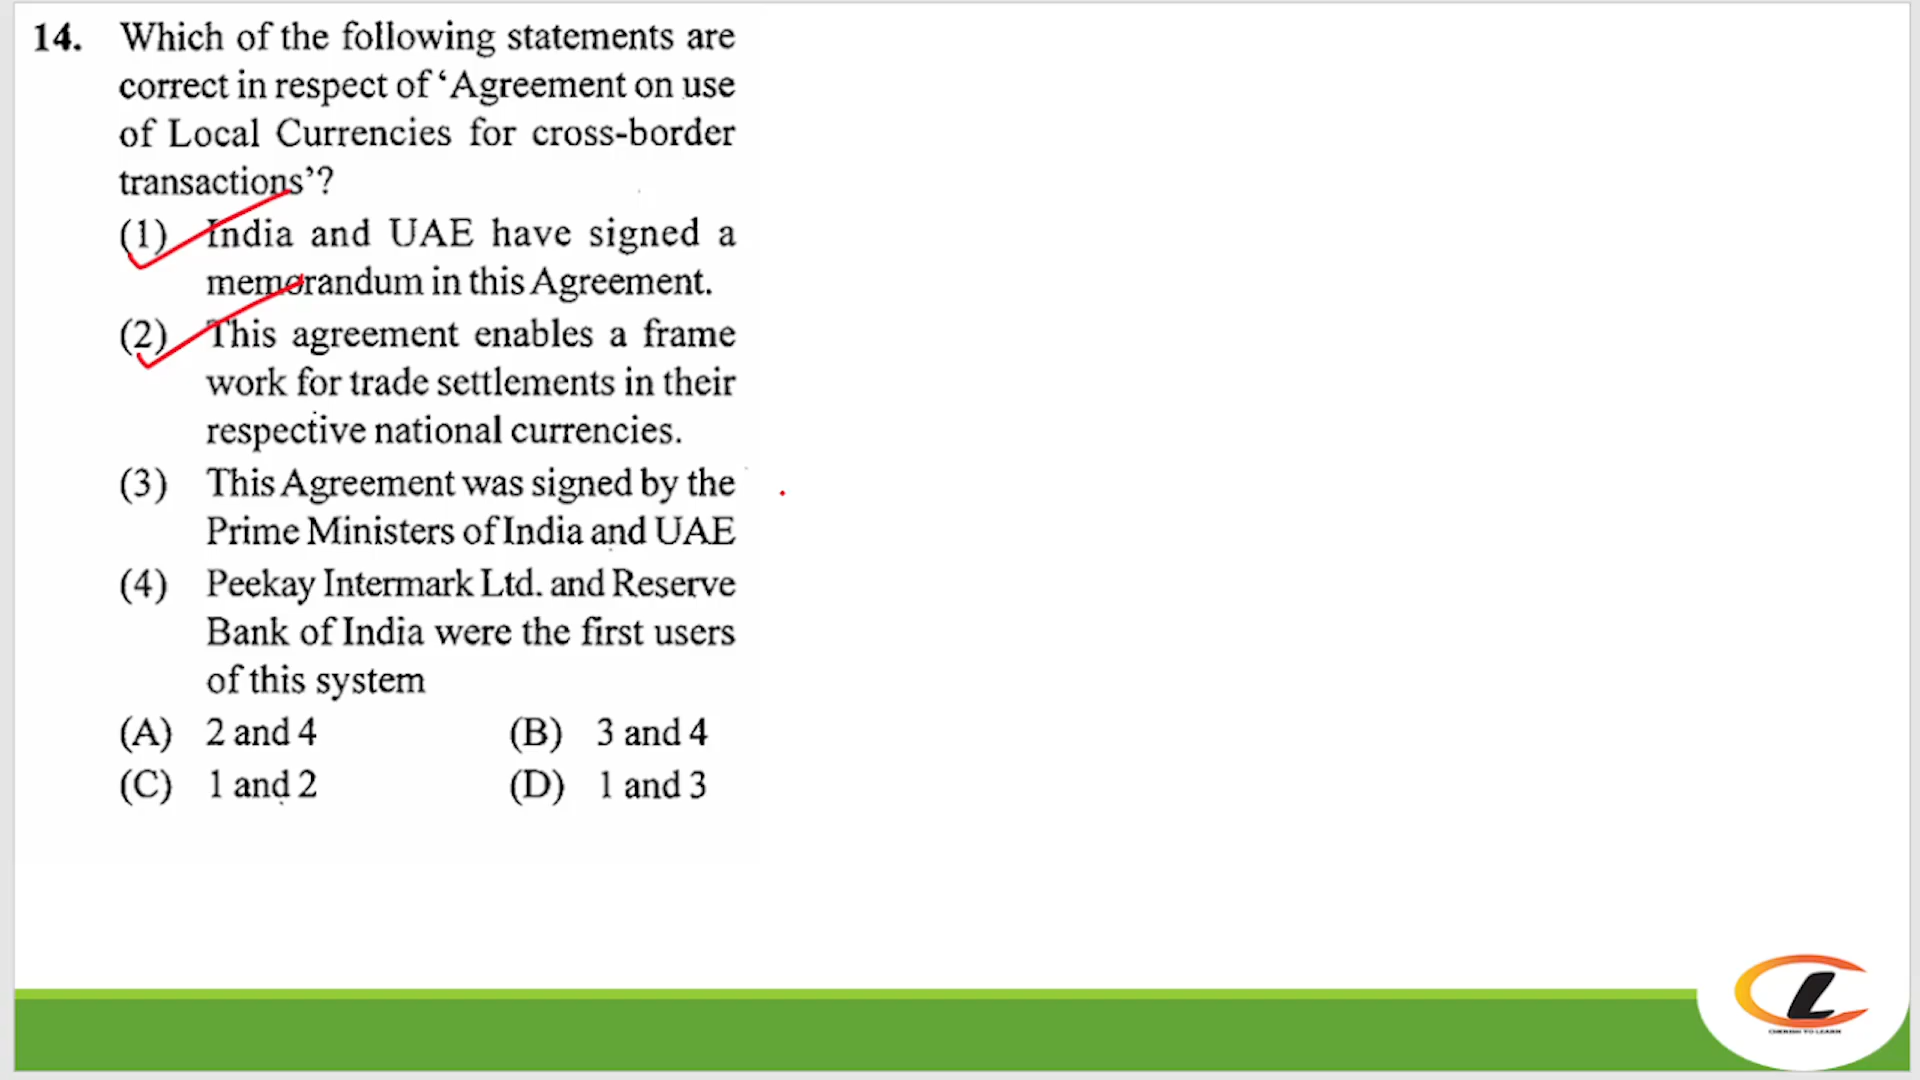 14. Which of the following statements are
correct in respect of ‘Agreement on use
of Local Currencies for cross-border
transactions’?
(1) India and UAE have signed a
memorandum in this Agreement.
(2) This agreement enables a frame
work for trade settlements in their
respective national currencies.
(3) This Agreement was signed by the
Prime Ministers of India and UAE
(4) Peekay Intermark Ltd. and Reserve
Bank of India were the first users
of this system
(A) 2 and 4 (B) 3 and 4
(C) 1 and 2 (D) 1 and 3
CL